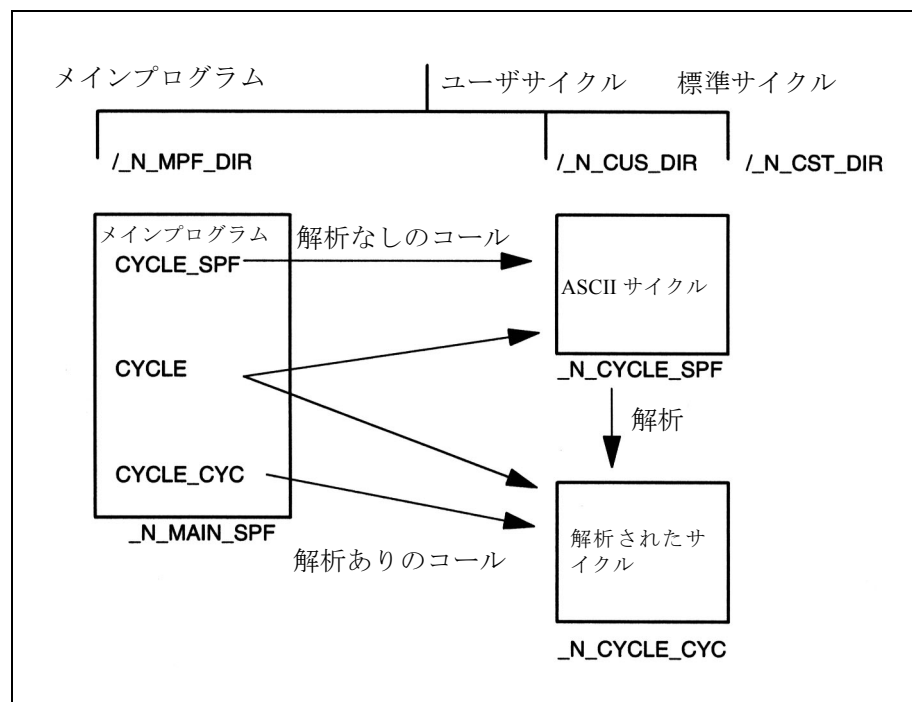 メインプログラム
ユーザサイクル
標準サイクル
/_N_MPF_DIR
/_N_CUS_DIR
/_N_CST_DIR
メインプログラム
解析なしのコール
CYCLE_SPF
ASCII サイクル
CYCLE
_N_CYCLE_SPF
解析
CYCLE_CYC
_N_MAIN_SPF
解析ありのコール
解析されたサ
イクル
_N_CYCLE_CYC